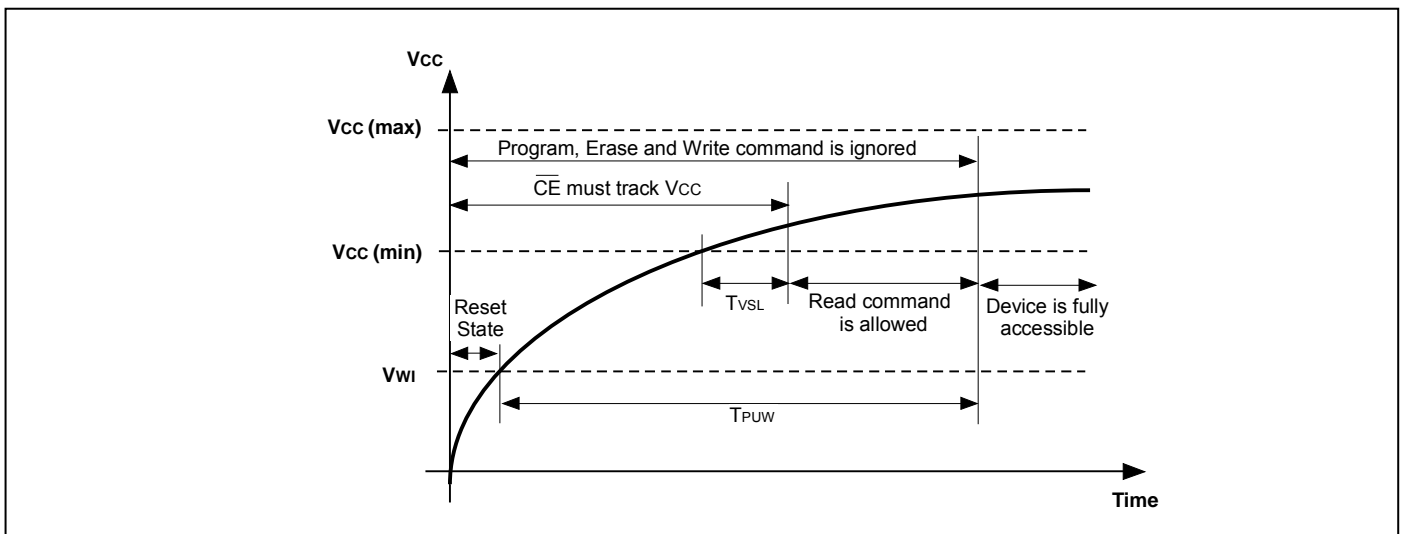 Vcc
Vcc (max)
Program, Erase and Write command is ignored
CE must track Vcc
Vcc (min)
TVSL
Read command
is allowed
Device is fully
accessible
Reset
State
VWI
TPUW
Time